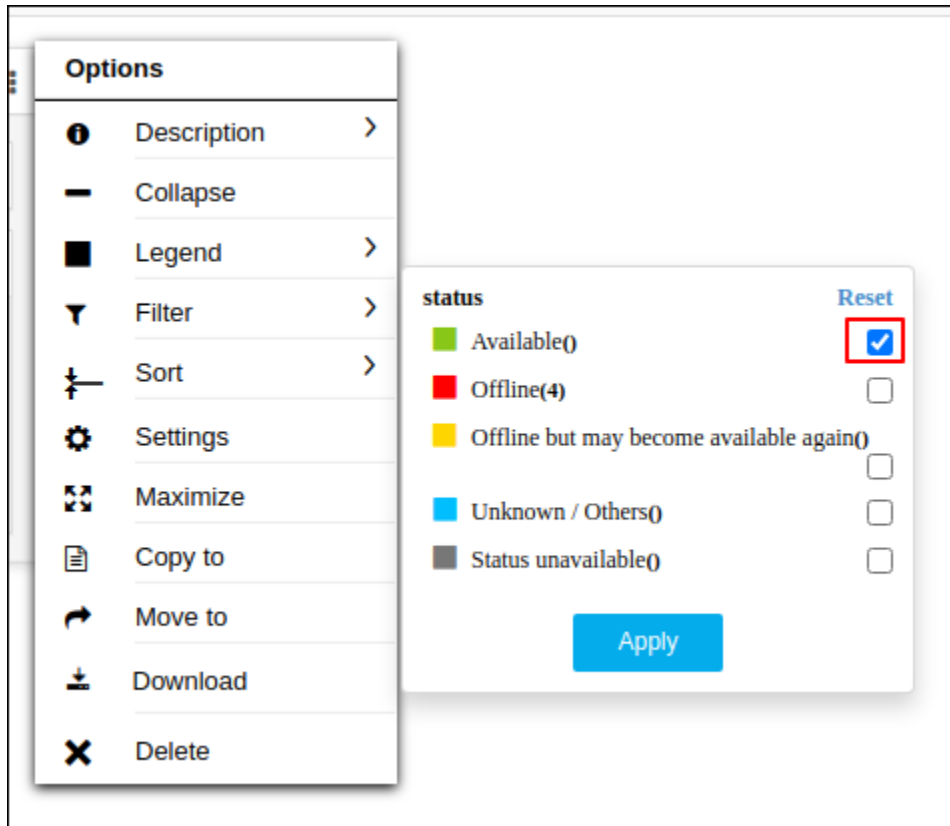 Options
Description
Collapse
Legend
Filter
Sort
Settings
Maximize
Copy to
Move to
Download
Delete
status Reset
Available()
Offline(4)
Offline but may become available again()
Unknown / Others()
Status unavailable()
Apply